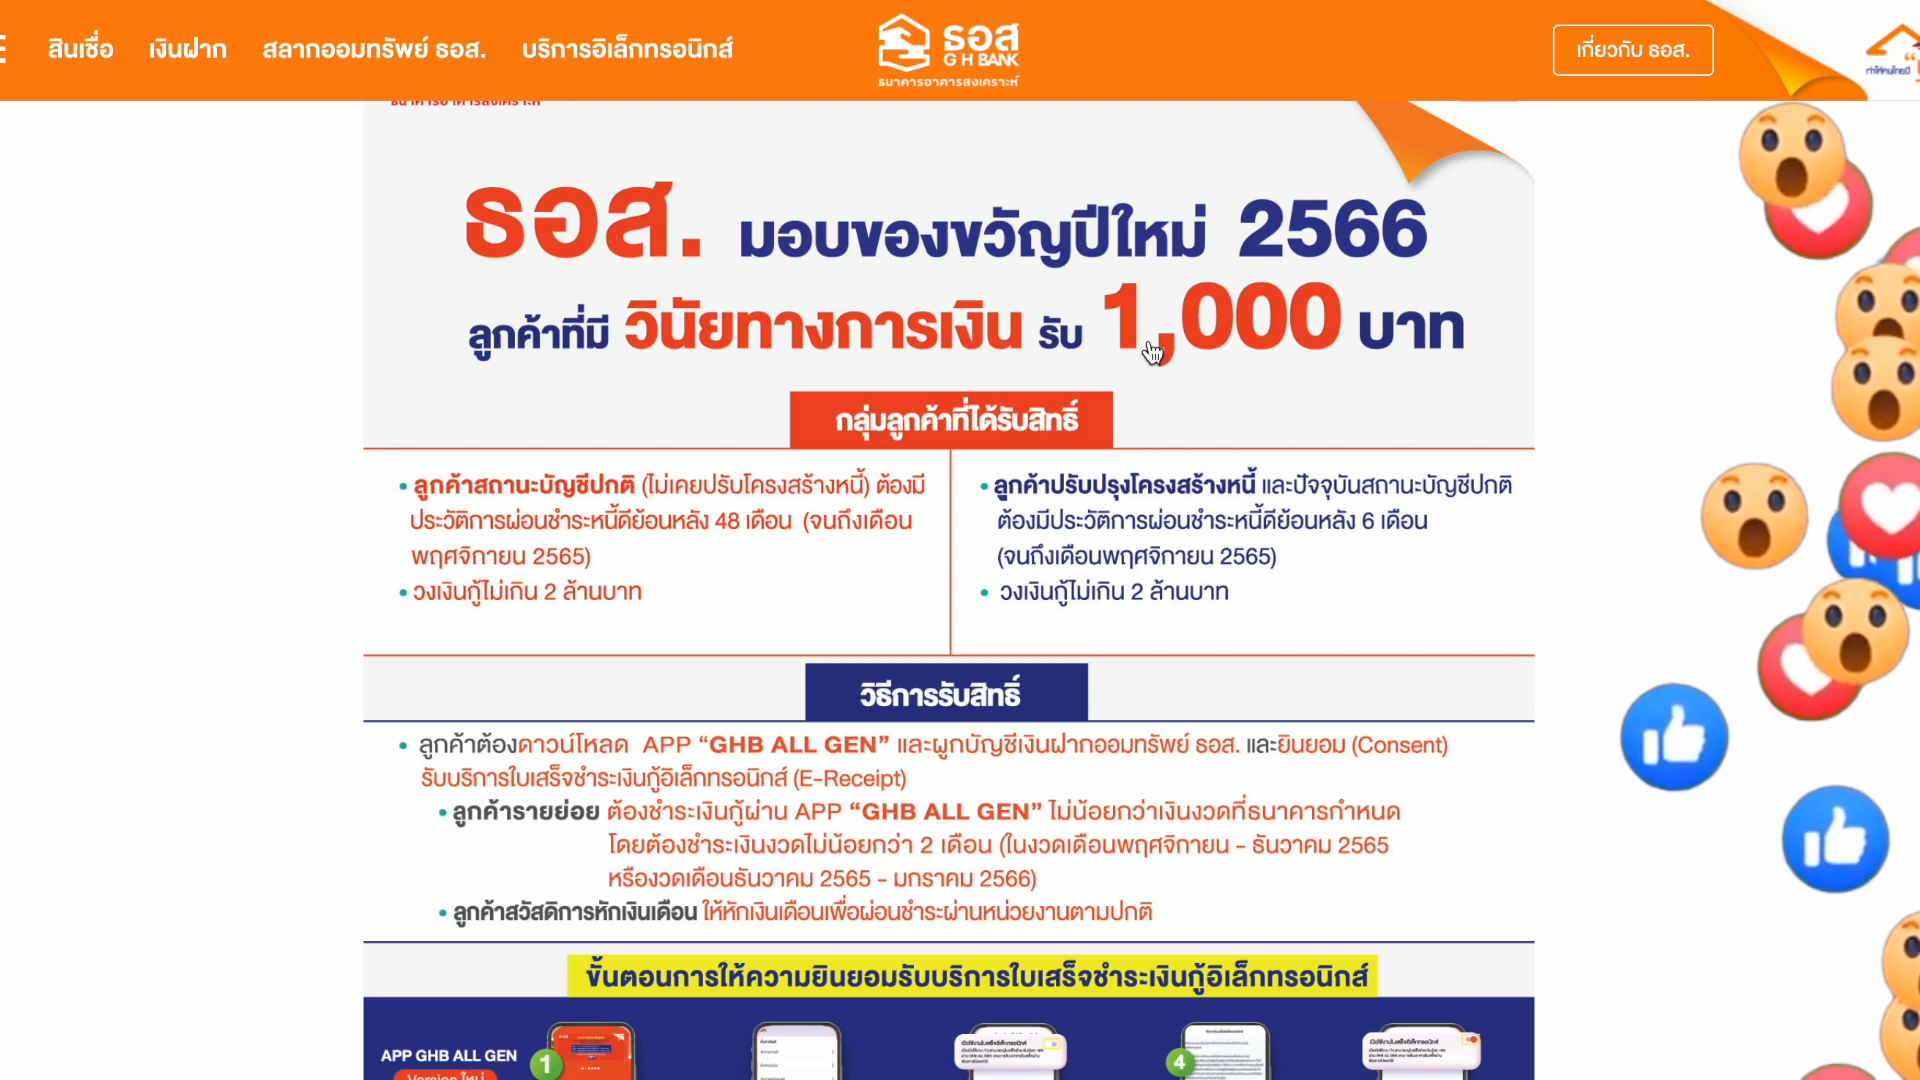 สินเชื่อ เงินฝาก สลากออมทรัพย์ ธอส. บริการอิเล็กทรอนิกส์
ธอส
G H BANK
ธนาคารอาคารสงเคราะห์
เกี่ยวกับ ธอส.
ธนาคารอาคารสงเคราะห์
ธอส. มอบของขวัญปีใหม่ 2566
ลูกค้าที่มี วินัยทางการเงิน รับ 1,000 บาท
กลุ่มลูกค้าที่ได้รับสิทธิ์
• ลูกค้าสถานะบัญชีปกติ (ไม่เคยปรับโครงสร้างหนี้) ต้องมี
ประวัติการผ่อนชำระหนี้ดีย้อนหลัง 48 เดือน (จนถึงเดือน
พฤศจิกายน 2565)
• วงเงินกู้ไม่เกิน 2 ล้านบาท
• ลูกค้าปรับปรุงโครงสร้างหนี้ และปัจจุบันสถานะบัญชีปกติ
ต้องมีประวัติการผ่อนชำระหนี้ดีย้อนหลัง 6 เดือน
(จนถึงเดือนพฤศจิกายน 2565)
• วงเงินกู้ไม่เกิน 2 ล้านบาท
วิธีการรับสิทธิ์
• ลูกค้าต้องดาวน์โหลด APP “GHB ALL GEN” และผูกบัญชีเงินฝากออมทรัพย์ ธอส. และยินยอม (Consent)
รับบริการใบเสร็จชำระเงินกู้อิเล็กทรอนิกส์ (E-Receipt)
• ลูกค้ารายย่อย ต้องชำระเงินกู้ผ่าน APP “GHB ALL GEN” ไม่น้อยกว่าเงินงวดที่ธนาคารกำหนด
โดยต้องชำระเงินงวดไม่น้อยกว่า 2 เดือน (ในงวดเดือนพฤศจิกายน - ธันวาคม 2565
หรืองวดเดือนธันวาคม 2565 - มกราคม 2566)
• ลูกค้าสวัสดิการหักเงินเดือน ให้หักเงินเดือนเพื่อผ่อนชำระผ่านหน่วยงานตามปกติ
ขั้นตอนการให้ความยินยอมรับบริการใบเสร็จชำระเงินกู้อิเล็กทรอนิกส์
APP GHB ALL GEN
Version ใหม่
1
4